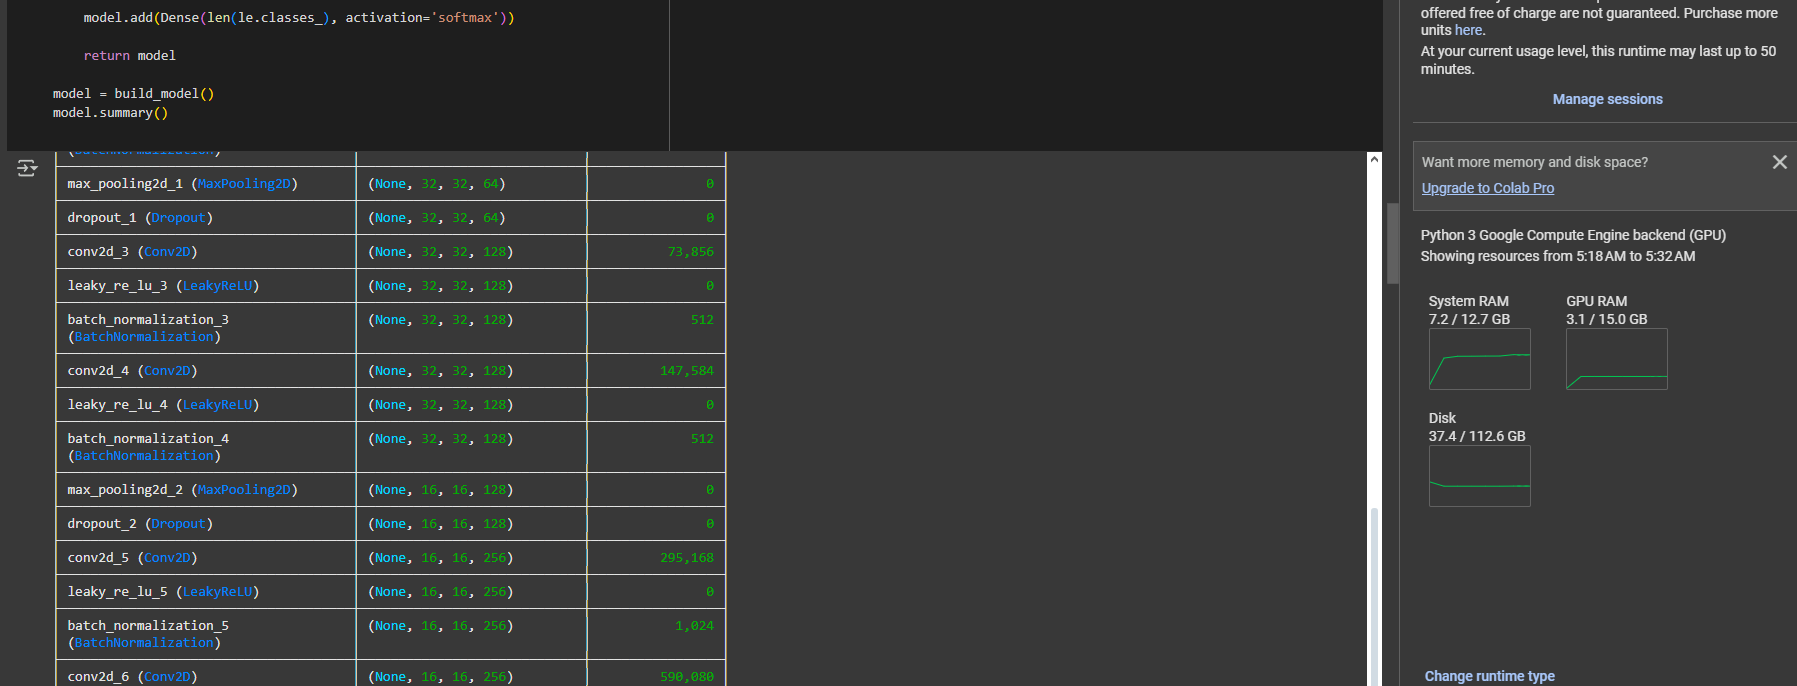 model.add(Dense(len(le.classes_), activation='softmax'))
return model
model = build_model()
model.summary()
(BatchNormalization)
max_pooling2d_1 (MaxPooling2D) (None, 32, 32, 64) 0
dropout_1 (Dropout) (None, 32, 32, 64) 0
conv2d_3 (Conv2D) (None, 32, 32, 128) 73,856
leaky_re_lu_3 (LeakyReLU) (None, 32, 32, 128) 0
batch_normalization_3 (None, 32, 32, 128) 512
(BatchNormalization)
conv2d_4 (Conv2D) (None, 32, 32, 128) 147,584
leaky_re_lu_4 (LeakyReLU) (None, 32, 32, 128) 0
batch_normalization_4 (None, 32, 32, 128) 512
(BatchNormalization)
max_pooling2d_2 (MaxPooling2D) (None, 16, 16, 128) 0
dropout_2 (Dropout) (None, 16, 16, 128) 0
conv2d_5 (Conv2D) (None, 16, 16, 256) 295,168
leaky_re_lu_5 (LeakyReLU) (None, 16, 16, 256) 0
batch_normalization_5 (None, 16, 16, 256) 1,024
(BatchNormalization)
conv2d_6 (Conv2D) (None, 16, 16, 256) 590,080
offered free of charge are not guaranteed. Purchase more
units here.
At your current usage level, this runtime may last up to 50
minutes.
Manage sessions
Want more memory and disk space?
Upgrade to Colab Pro
Python 3 Google Compute Engine backend (GPU)
Showing resources from 5:18 AM to 5:32 AM
System RAM
7.2 / 12.7 GB
GPU RAM
3.1 / 15.0 GB
Disk
37.4 / 112.6 GB
Change runtime type